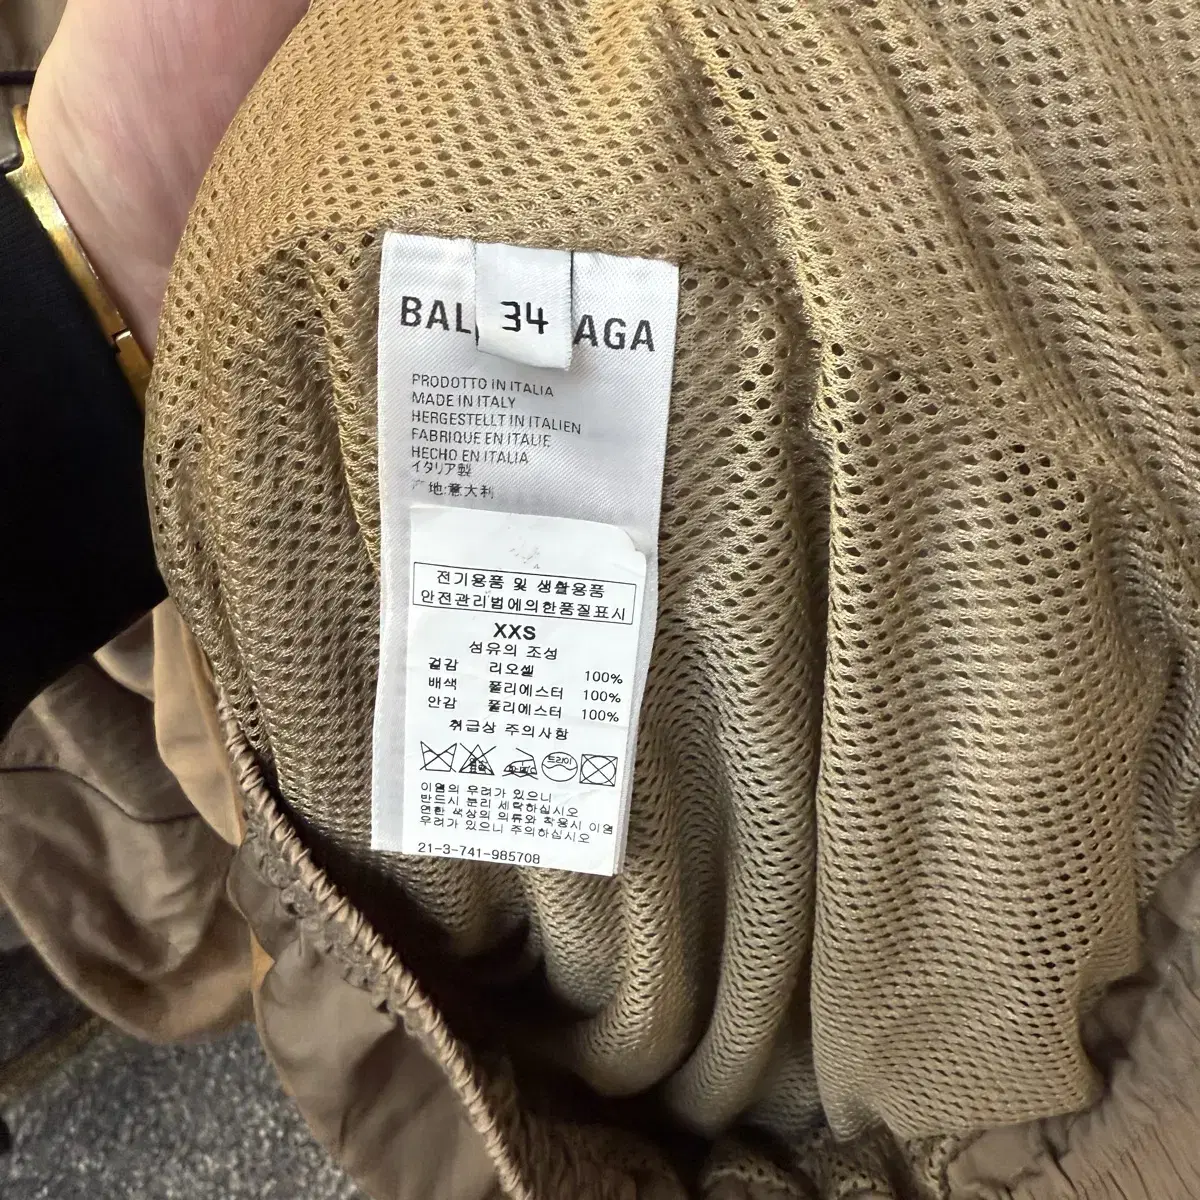 BAL
34
AGA
PRODOTTO IN ITALIA
MADE IN ITALY
HERGESTELLT IN ITALIEN
FABRIQUE EN ITALIE
HECHO EN ITALIA
イタリア製
地:意大利
전기용품 및 생활용품
안전관리법에의한품질표시
XXS
섬유의 조성
겉감 리오셀 100%
배색 폴리에스터 100%
안감 폴리에스터 100%
취급상 주의사항
드라이
이염의 우려가 있으니
반드시 분리 세탁하십시오
연한 색상의 의류와 착용시 이염
우려가 있으니 주의하십시오
21-3-741-985708